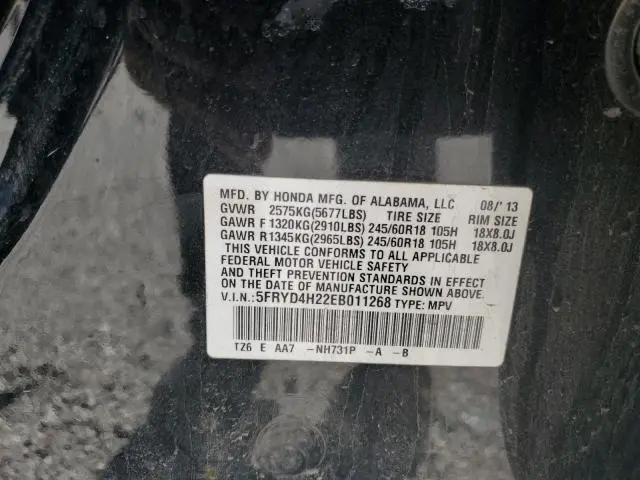 MFD. BY HONDA MFG. OF ALABAMA, LLC 08/'13
GVWR 2575KG(5677LBS) TIRE SIZE RIM SIZE
GAWR F1320KG(2910LBS) 245/60R18 105H 18X8.0J
GAWR R1345KG(2965LBS) 245/60R18 105H 18X8.0J
THIS VEHICLE CONFORMS TO ALL APPLICABLE
FEDERAL MOTOR VEHICLE SAFETY
AND THEFT PREVENTION STANDARDS IN EFFECT
ON THE DATE OF MANUFACTURE SHOWN ABOVE.
V.I.N.:5FRYD4H22EB011268 TYPE: MPV
TZ6 E AA7 -NH731P -A -B